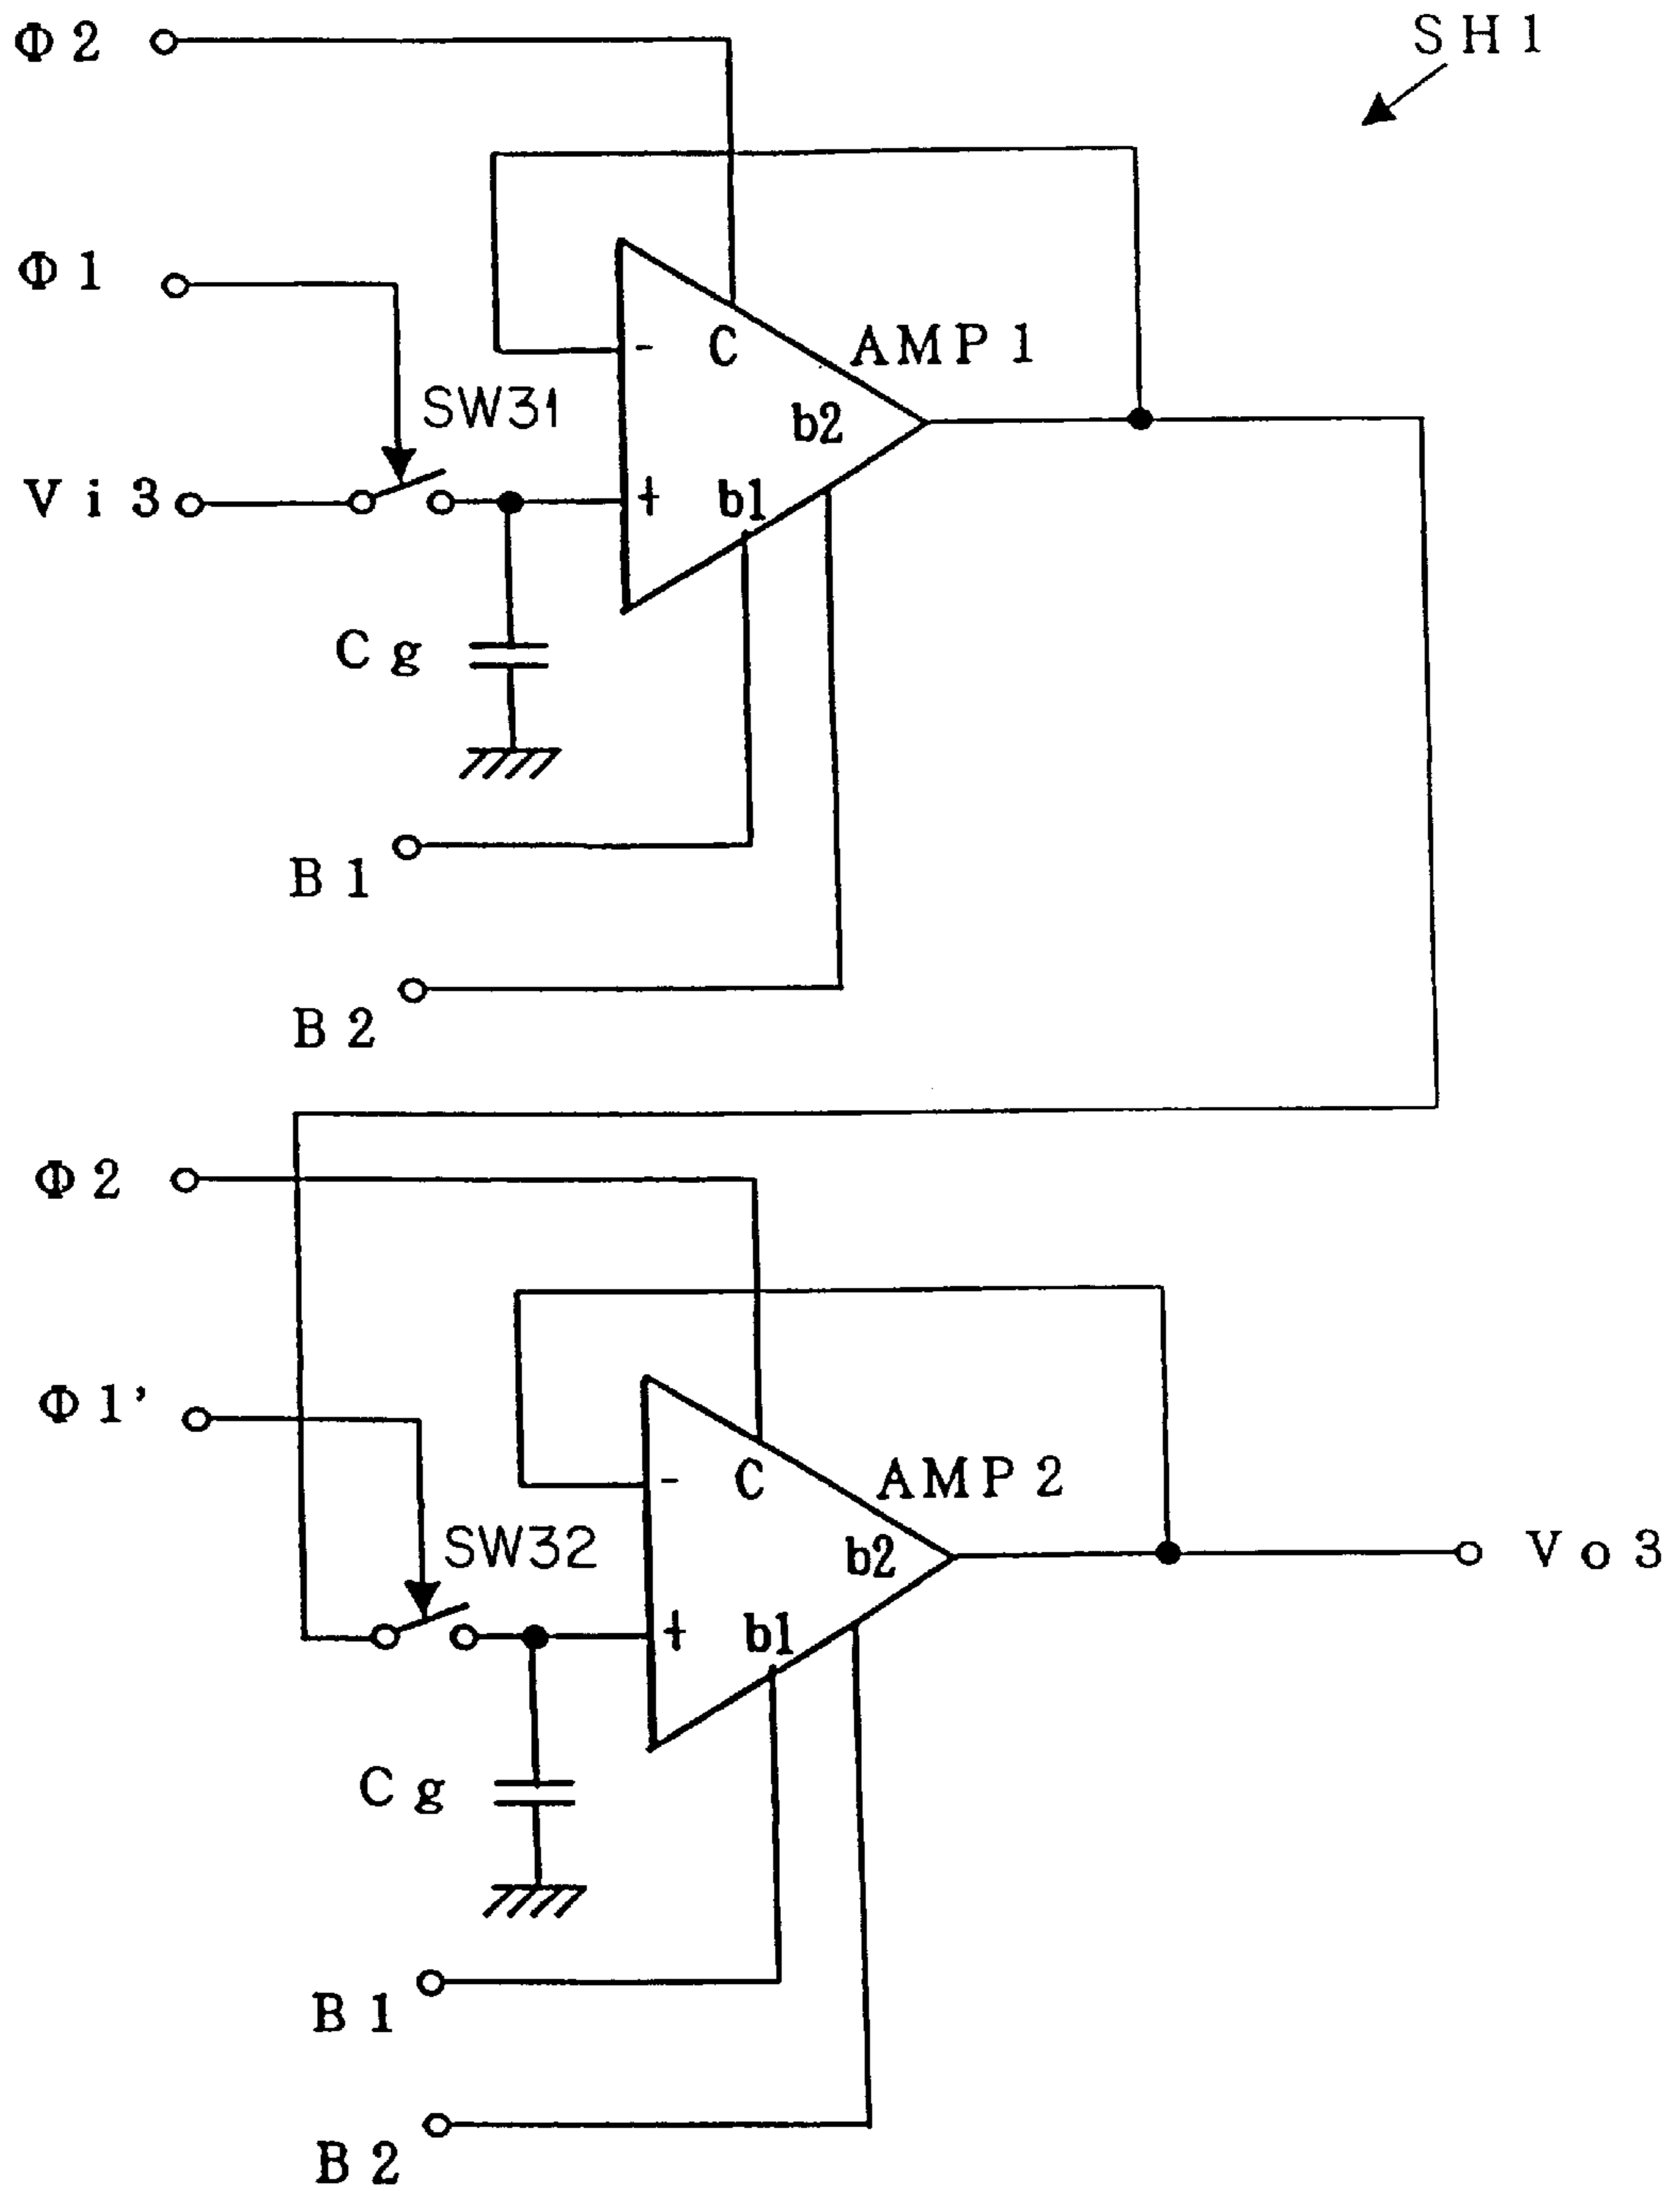 Φ2
SH1
Φ1
-
C
AMP1
SW31
b2
Vi3
+
b1
Cg
B1
B2
Φ2
Φ1'
-
C
AMP2
SW32
b2
Vo3
+
b1
Cg
B1
B2